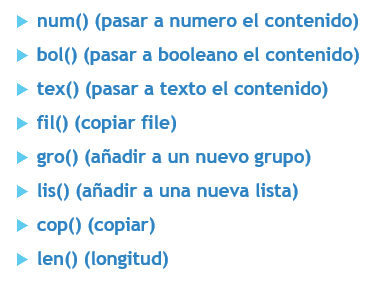 num() (pasar a numero el contenido)
bol() (pasar a booleano el contenido)
tex() (pasar a texto el contenido)
fil() (copiar file)
gro() (añadir a un nuevo grupo)
lis() (añadir a una nueva lista)
cop() (copiar)
len() (longitud)